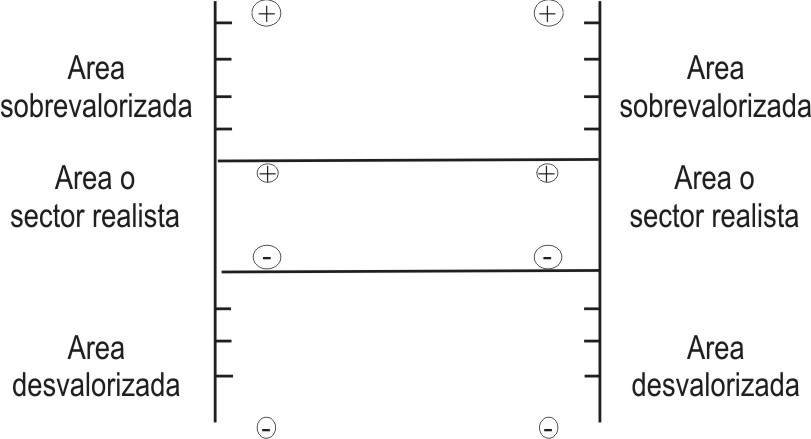 + +
Area
sobrevalorizada
Area
sobrevalorizada
+ +
Area o
sector realista
Area o
sector realista
- -
Area
desvalorizada
Area
desvalorizada
- -